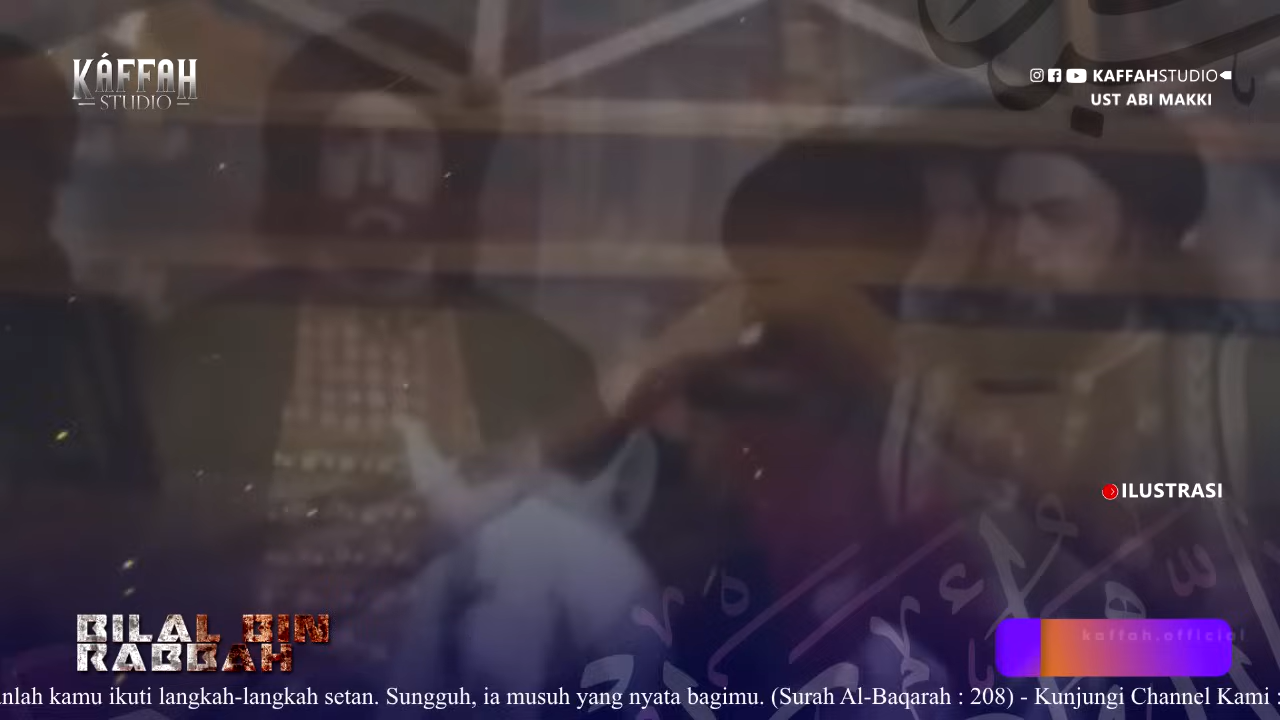 KÁFFAH
STUDIO
KAFFAHSTUDIO
UST ABI MAKKI
ILUSTRASI
BILAL BIN
RABBAH
kaffah.official
nlah kamu ikuti langkah-langkah setan. Sungguh, ia musuh yang nyata bagimu. (Surah Al-Baqarah : 208) - Kunjungi Channel Kami